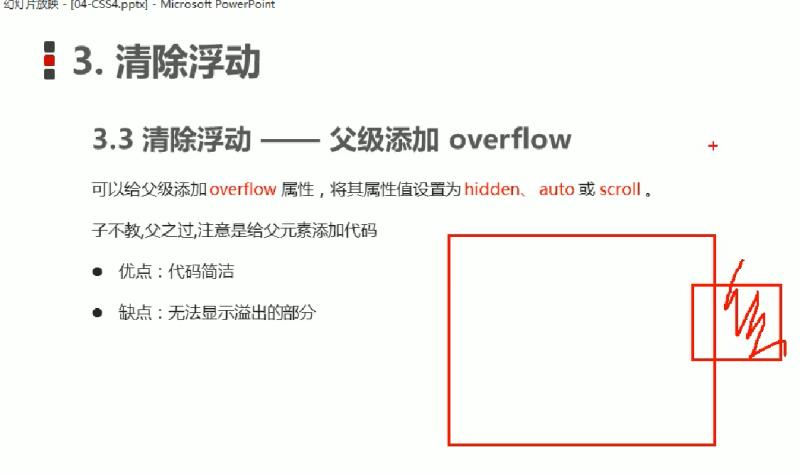 幻灯片放映 - [04-CSS4.pptx] - Microsoft PowerPoint
3. 清除浮动
3.3 清除浮动 —— 父级添加 overflow
可以给父级添加 overflow 属性，将其属性值设置为 hidden、 auto 或 scroll 。
子不教,父之过,注意是给父元素添加代码
● 优点：代码简洁
● 缺点：无法显示溢出的部分